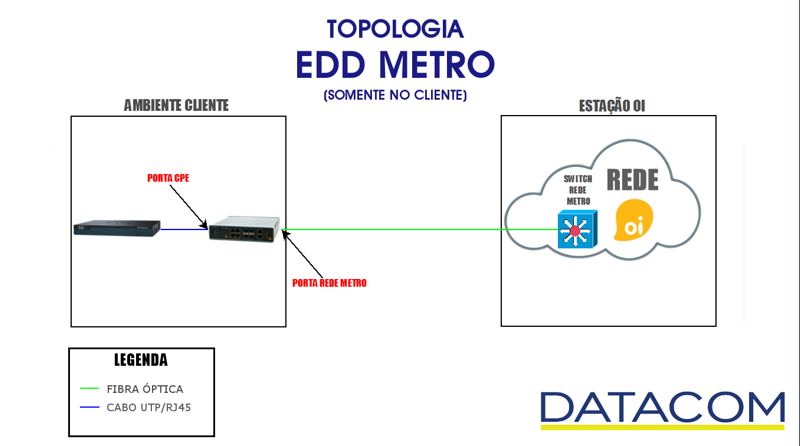 TOPOLOGIA
EDD METRO
(SOMENTE NO CLIENTE)
AMBIENTE CLIENTE
ESTAÇÃO OI
PORTA CPE
SWITCH
REDE
METRO
REDE
oi
PORTA REDE METRO
LEGENDA
FIBRA ÓPTICA
CABO UTP/RJ45
DATACOM